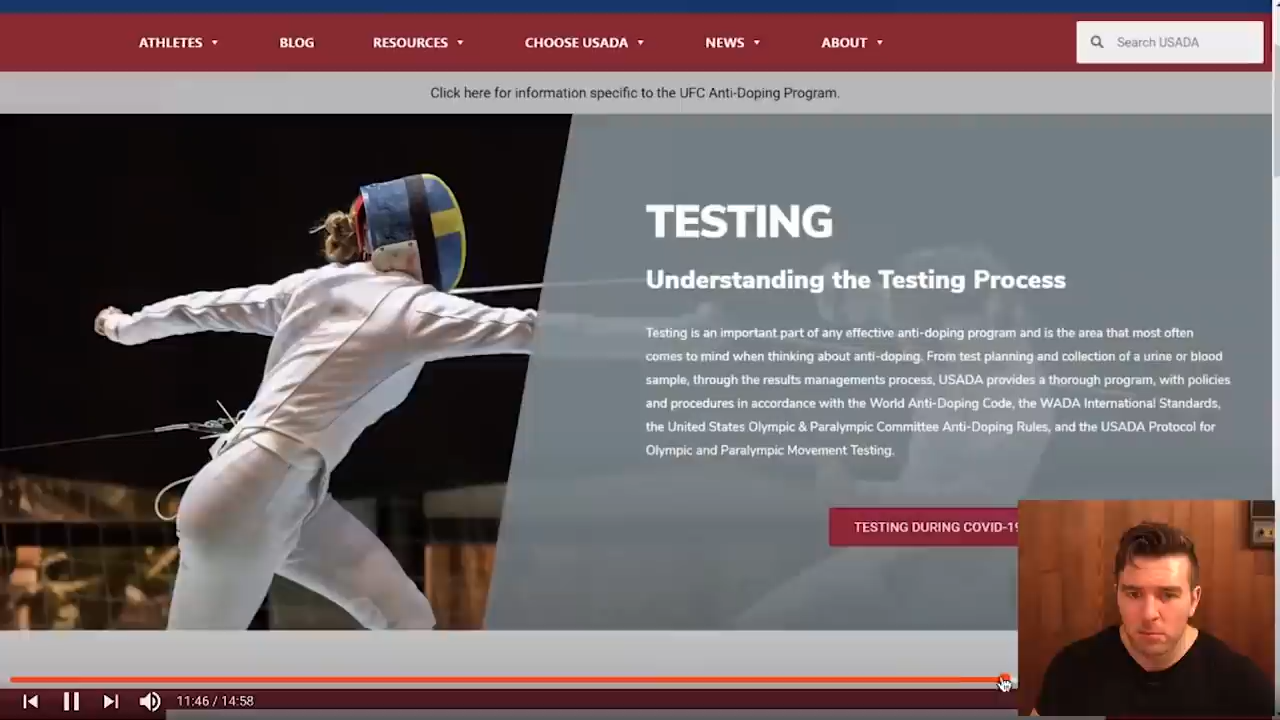 ATHLETES
BLOG
RESOURCES
CHOOSE USADA
NEWS
ABOUT
Search USADA
Click here for information specific to the UFC Anti-Doping Program.
TESTING
Understanding the Testing Process
Testing is an important part of any effective anti-doping program and is the area that most often
comes to mind when thinking about anti-doping. From test planning and collection of a urine or blood
sample, through the results managements process, USADA provides a thorough program, with policies
and procedures in accordance with the World Anti-Doping Code, the WADA International Standards,
the United States Olympic & Paralympic Committee Anti-Doping Rules, and the USADA Protocol for
Olympic and Paralympic Movement Testing.
TESTING DURING COVID-19
11:46 / 14:58